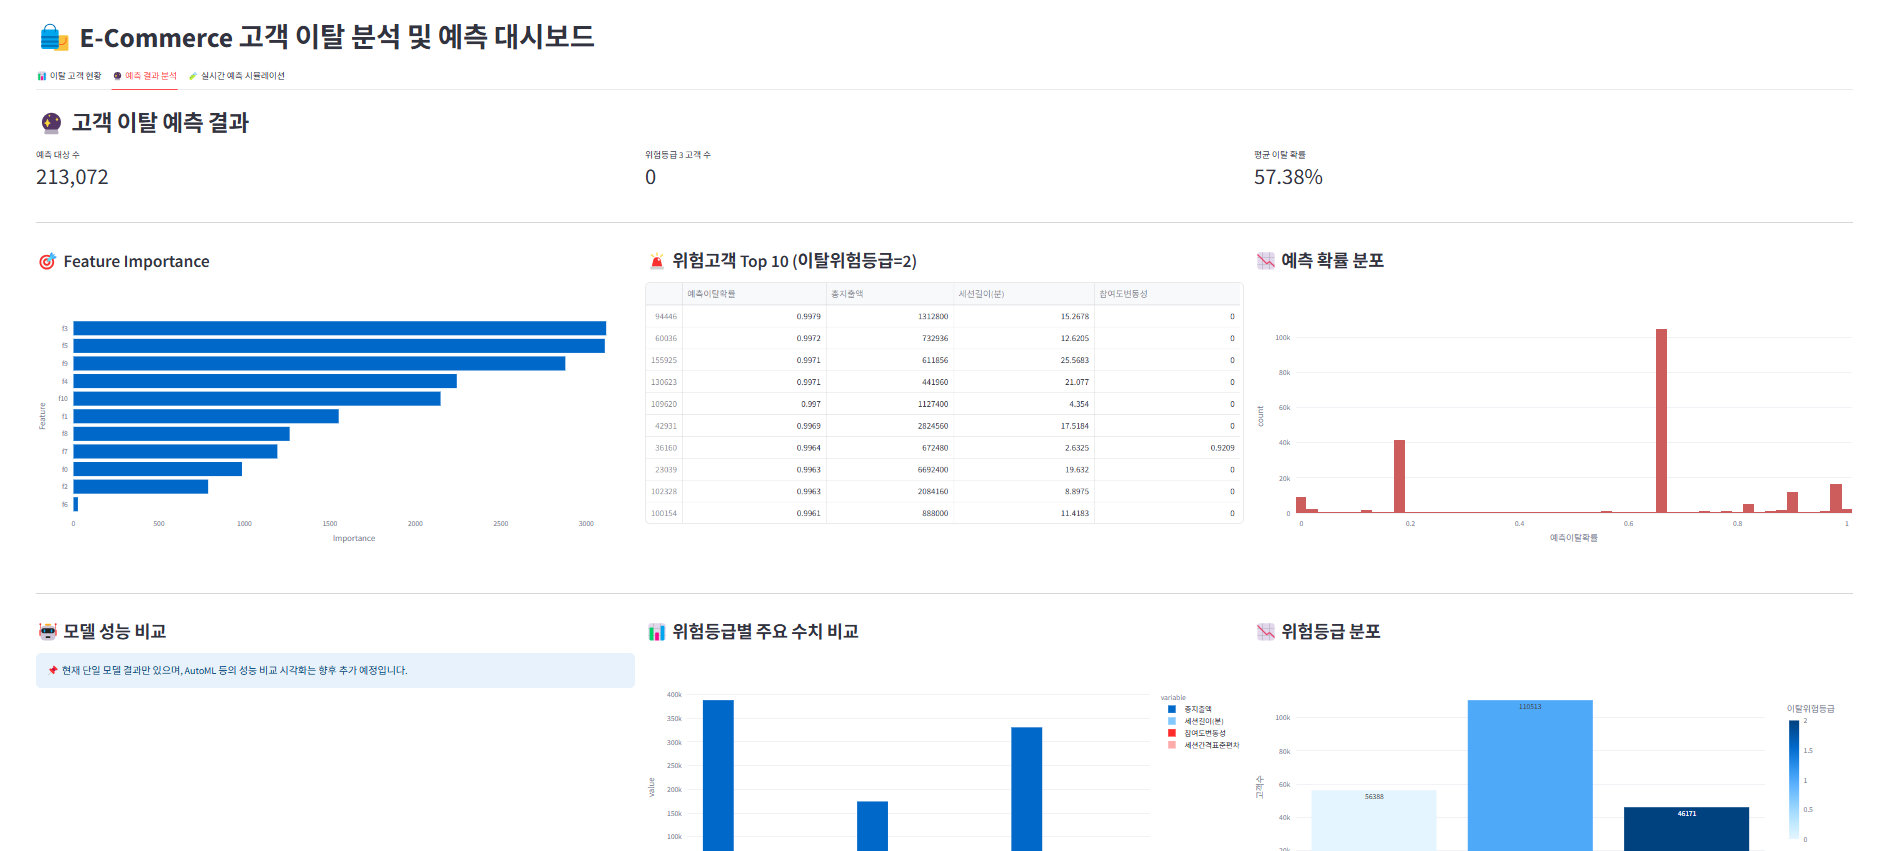 E-Commerce 고객 이탈 분석 및 예측 대시보드
이탈 고객 현황 예측 결과 분석 실시간 예측 시뮬레이션
고객 이탈 예측 결과
예측 대상 수
213,072
위험등급 3 고객 수
0
평균 이탈 확률
57.38%
Feature Importance
Feature
f3
f5
f9
f4
f10
f1
f8
f7
f0
f2
f6
0 500 1000 1500 2000 2500 3000
Importance
위험고객 Top 10 (이탈위험등급=2)
예측이탈확률 총지출액 세션길이(분) 참여도변동성
94446 0.9979 1312800 15.2678 0
60036 0.9972 732936 12.6205 0
155925 0.9971 611856 25.5683 0
130623 0.9971 441960 21.077 0
109620 0.997 1127400 4.354 0
42931 0.9969 2824560 17.5184 0
36160 0.9964 672480 2.6325 0.9209
23039 0.9963 6692400 19.632 0
102328 0.9963 2084160 8.8975 0
100154 0.9961 888000 11.4183 0
예측 확률 분포
count
100k
80k
60k
40k
20k
0
0 0.2 0.4 0.6 0.8 1
예측이탈확률
모델 성능 비교
현재 단일 모델 결과만 있으며, AutoML 등의 성능 비교 시각화는 향후 추가 예정입니다.
위험등급별 주요 수치 비교
value
400k
350k
300k
250k
200k
150k
100k
variable
총지출액
세션길이(분)
참여도변동성
세션간격표준편차
위험등급 분포
고객수
100k
80k
60k
40k
20k
56388
110513
46171
이탈위험등급
2
1.5
1
0.5
0